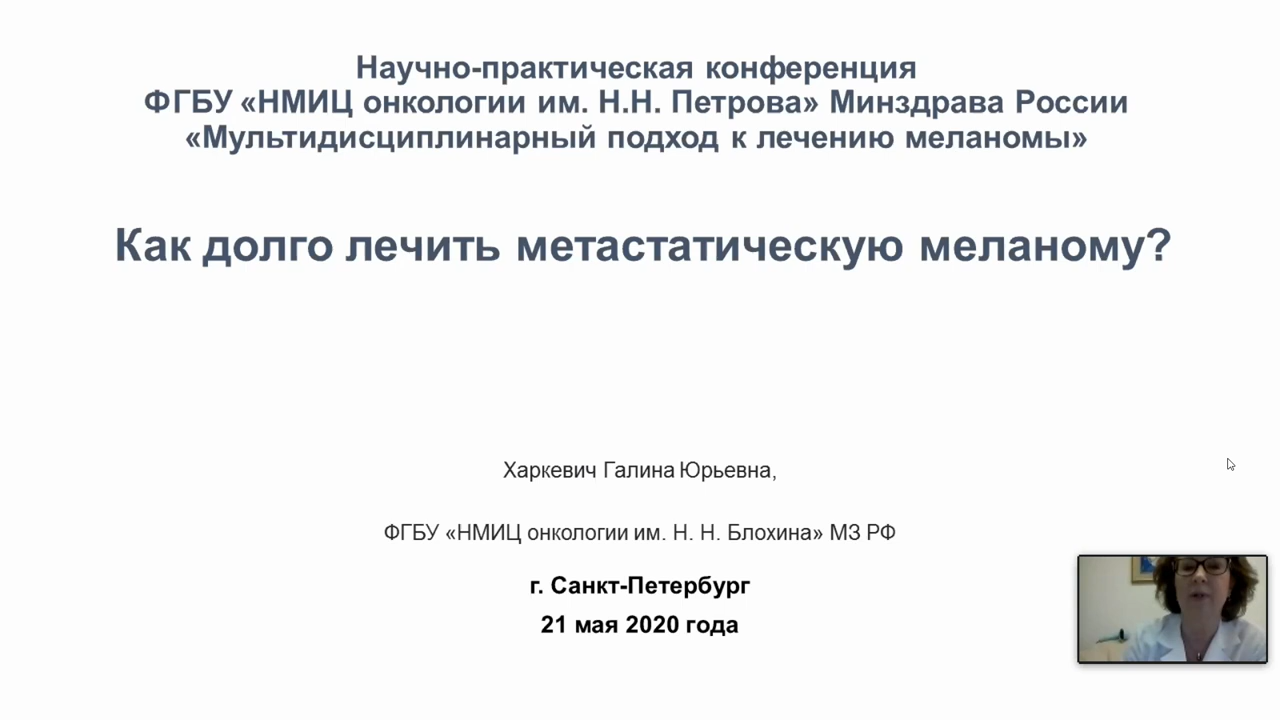 Научно-практическая конференция
ФГБУ «НМИЦ онкологии им. Н.Н. Петрова» Минздрава России
«Мультидисциплинарный подход к лечению меланомы»
Как долго лечить метастатическую меланому?
Харкевич Галина Юрьевна,
ФГБУ «НМИЦ онкологии им. Н. Н. Блохина» МЗ РФ
г. Санкт-Петербург
21 мая 2020 года